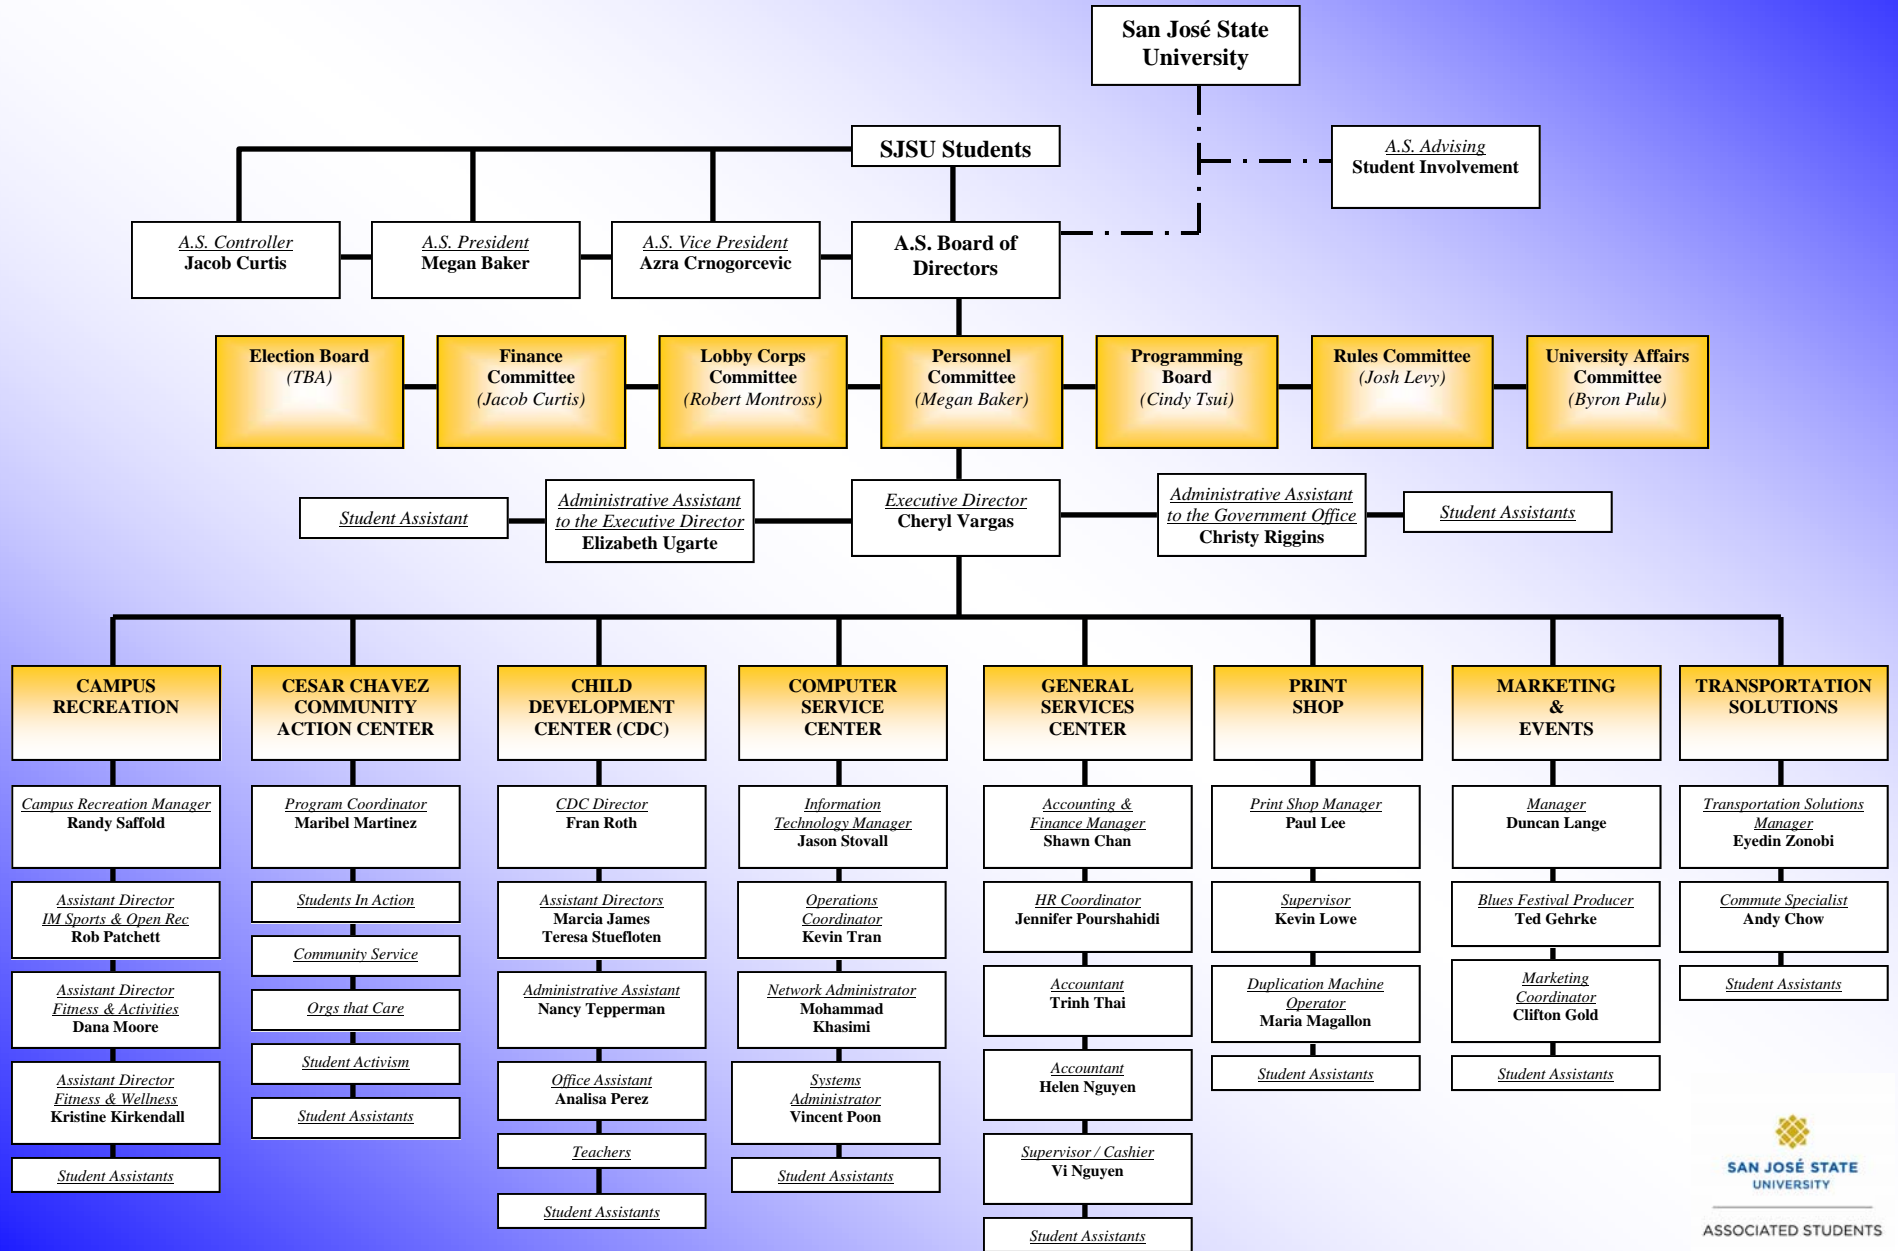 San José State
University
A.S. Advising
Student Involvement
SJSU Students
A.S. Controller
Jacob Curtis
A.S. President
Megan Baker
A.S. Vice President
Azra Crnogorcevic
A.S. Board of
Directors
Election Board
(TBA)
Finance
Committee
(Jacob Curtis)
Lobby Corps
Committee
(Robert Montross)
Personnel
Committee
(Megan Baker)
Programming
Board
(Cindy Tsui)
Rules Committee
(Josh Levy)
University Affairs
Committee
(Byron Pulu)
Student Assistant
Administrative Assistant
to the Executive Director
Elizabeth Ugarte
Executive Director
Cheryl Vargas
Administrative Assistant
to the Government Office
Christy Riggins
Student Assistants
CAMPUS
RECREATION
Campus Recreation Manager
Randy Saffold
Assistant Director
IM Sports & Open Rec
Rob Patchett
Assistant Director
Fitness & Activities
Dana Moore
Assistant Director
Fitness & Wellness
Kristine Kirkendall
Student Assistants
CESAR CHAVEZ
COMMUNITY
ACTION CENTER
Program Coordinator
Maribel Martinez
Students In Action
Community Service
Orgs that Care
Student Activism
Student Assistants
CHILD
DEVELOPMENT
CENTER (CDC)
CDC Director
Fran Roth
Assistant Directors
Marcia James
Teresa Stuefloten
Administrative Assistant
Nancy Tepperman
Office Assistant
Analisa Perez
Teachers
Student Assistants
COMPUTER
SERVICE
CENTER
Information
Technology Manager
Jason Stovall
Operations
Coordinator
Kevin Tran
Network Administrator
Mohammad
Khasimi
Systems
Administrator
Vincent Poon
Student Assistants
GENERAL
SERVICES
CENTER
Accounting &
Finance Manager
Shawn Chan
HR Coordinator
Jennifer Pourshahidi
Accountant
Trinh Thai
Accountant
Helen Nguyen
Supervisor / Cashier
Vi Nguyen
Student Assistants
PRINT
SHOP
Print Shop Manager
Paul Lee
Supervisor
Kevin Lowe
Duplication Machine
Operator
Maria Magallon
Student Assistants
MARKETING
&
EVENTS
Manager
Duncan Lange
Blues Festival Producer
Ted Gehrke
Marketing
Coordinator
Clifton Gold
Student Assistants
TRANSPORTATION
SOLUTIONS
Transportation Solutions
Manager
Eyedin Zonobi
Commute Specialist
Andy Chow
Student Assistants
SAN JOSÉ STATE
UNIVERSITY
ASSOCIATED STUDENTS